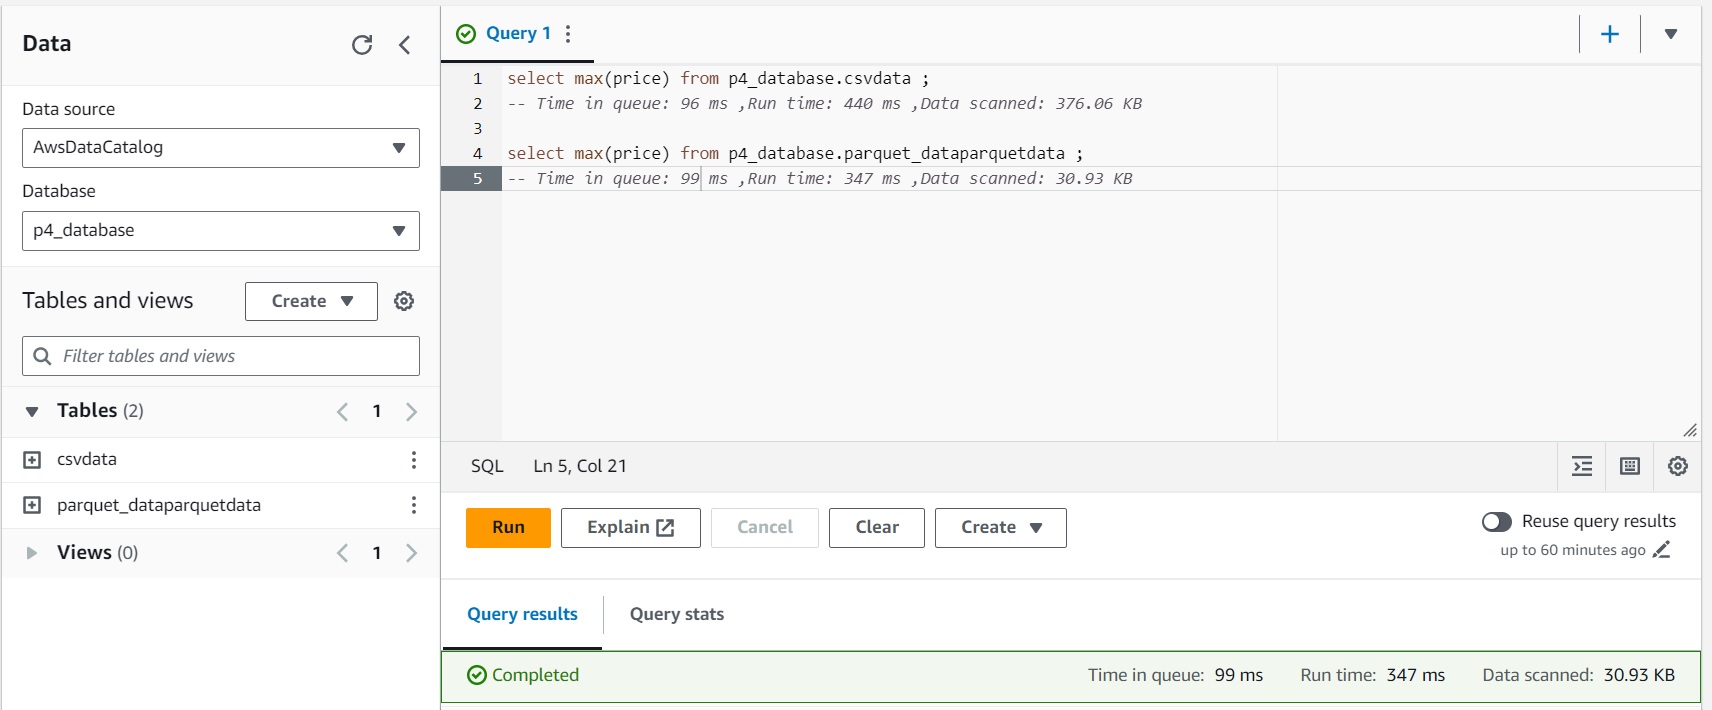 Data
Data source
AwsDataCatalog
Database
p4_database
Tables and views
Create
Filter tables and views
Tables (2)
1
csvdata
parquet_dataparquetdata
Views (0)
1
Query 1
1 select max(price) from p4_database.csvdata ;
2 -- Time in queue: 96 ms ,Run time: 440 ms ,Data scanned: 376.06 KB
3
4 select max(price) from p4_database.parquet_dataparquetdata ;
5 -- Time in queue: 99 ms ,Run time: 347 ms ,Data scanned: 30.93 KB
SQL Ln 5, Col 21
Run Explain Cancel Clear Create
Reuse query results
up to 60 minutes ago
Query results Query stats
Completed Time in queue: 99 ms Run time: 347 ms Data scanned: 30.93 KB